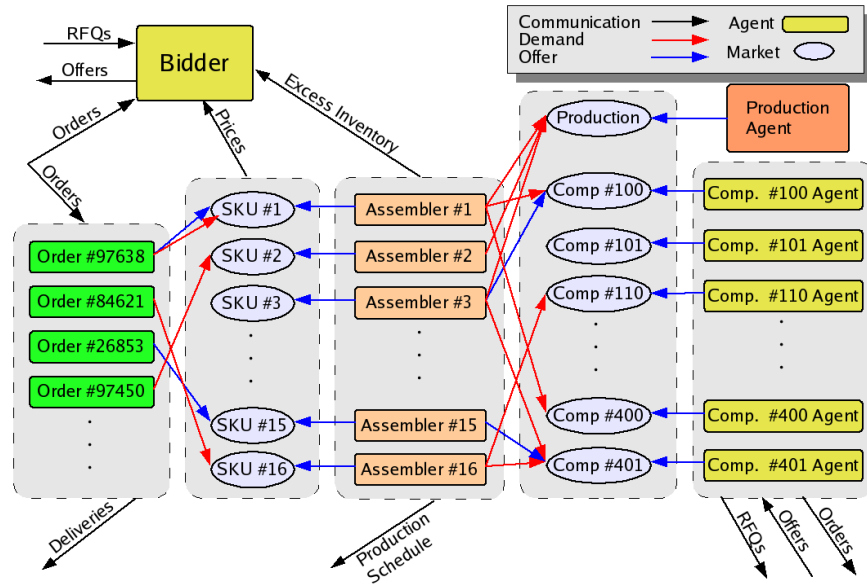 RFQs
Offers
Bidder
Orders
Orders
Prices
Excess Inventory
Communication
Demand
Offer
Agent
Market
Production
Agent
Order #97638
Order #84621
Order #26853
Order #97450
Deliveries
SKU #1
SKU #2
SKU #3
SKU #15
SKU #16
Assembler #1
Assembler #2
Assembler #3
Assembler #15
Assembler #16
Production
Schedule
Production
Comp #100
Comp #101
Comp #110
Comp #400
Comp #401
Comp. #100 Agent
Comp. #101 Agent
Comp. #110 Agent
Comp. #400 Agent
Comp. #401 Agent
RFQs
Offers
Orders